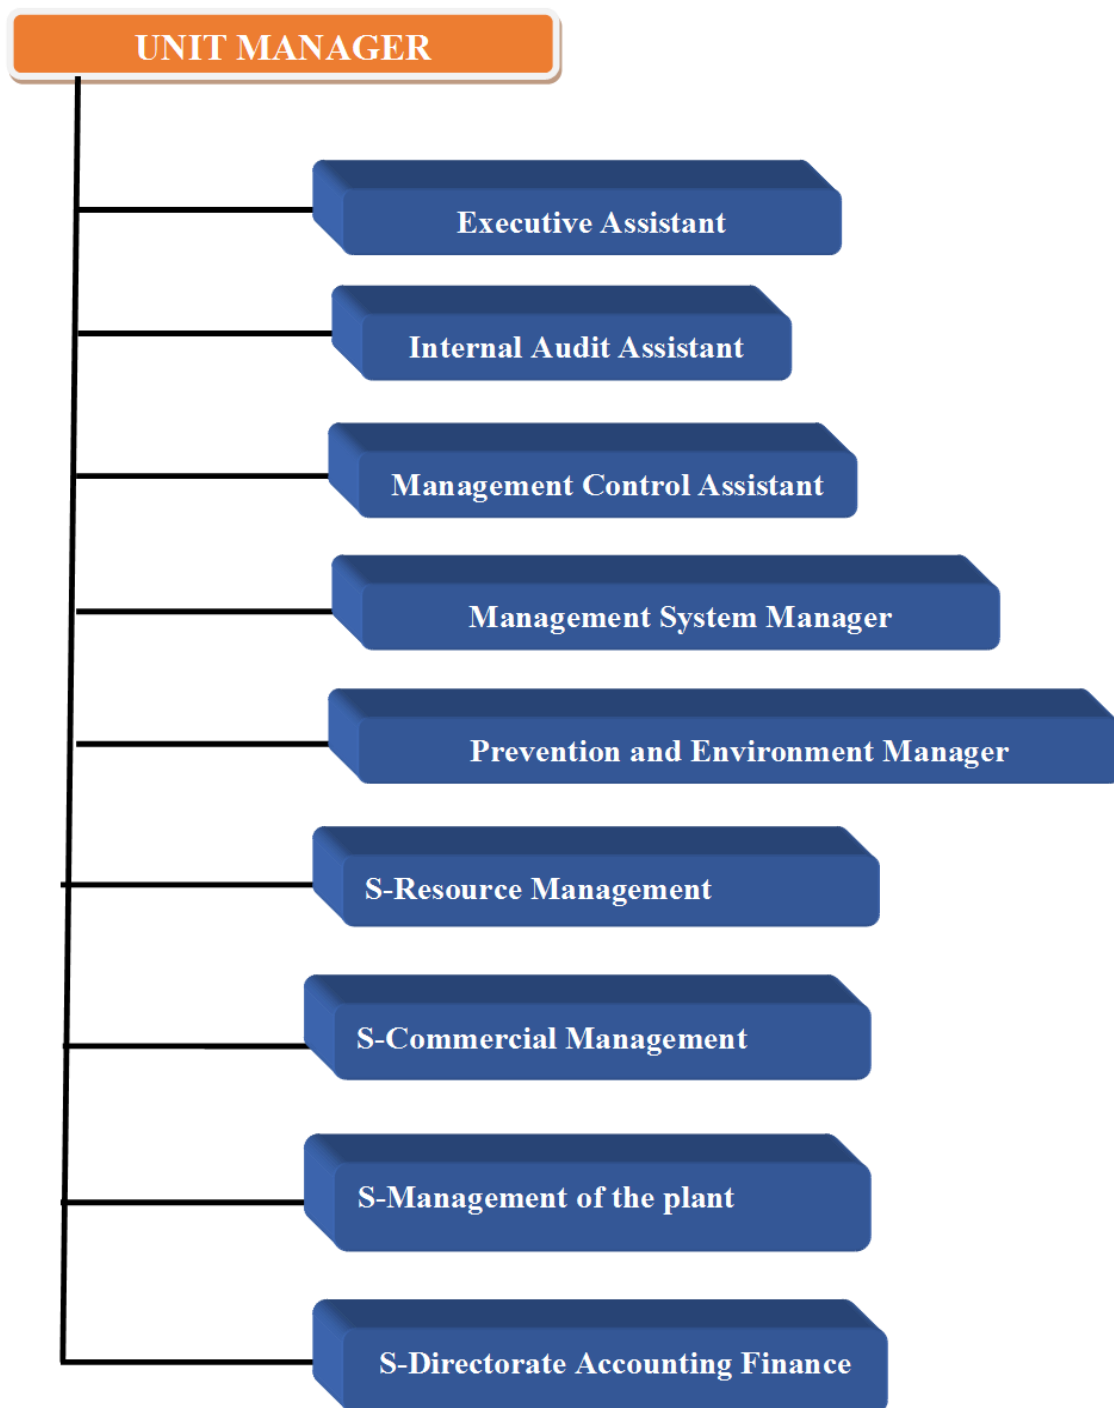 UNIT MANAGER
Executive Assistant
Internal Audit Assistant
Management Control Assistant
Management System Manager
Prevention and Environment Manager
S-Resource Management
S-Commercial Management
S-Management of the plant
S-Directorate Accounting Finance